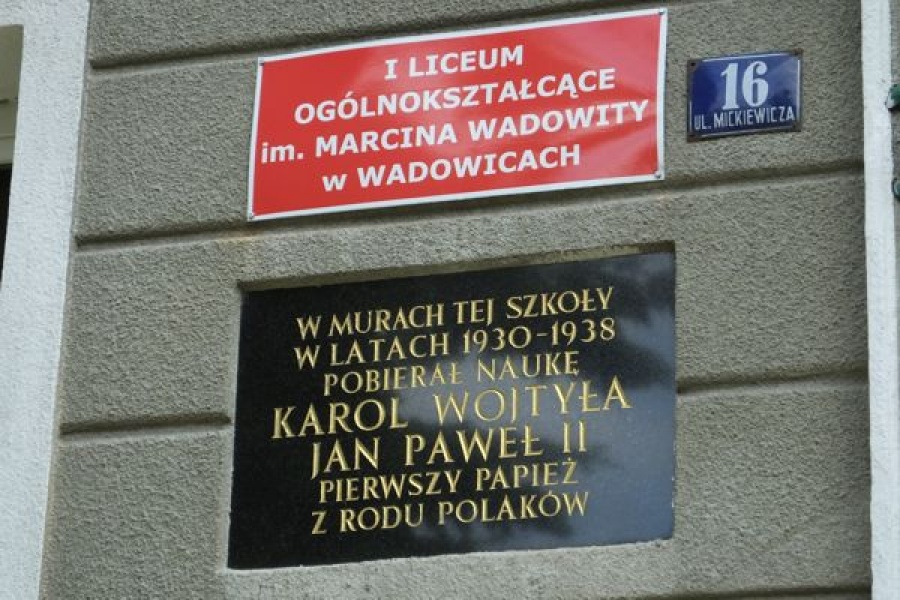 I LICEUM
OGÓLNOKSZTAŁCĄCE
im. MARCINA WADOWITY
w WADOWICACH
16
UL. MICKIEWICZA
W MURACH TEJ SZKOŁY
W LATACH 1930-1938
POBIERAŁ NAUKĘ
KAROL WOJTYŁA
JAN PAWEŁ II
PIERWSZY PAPIEŻ
Z RODU POLAKÓW